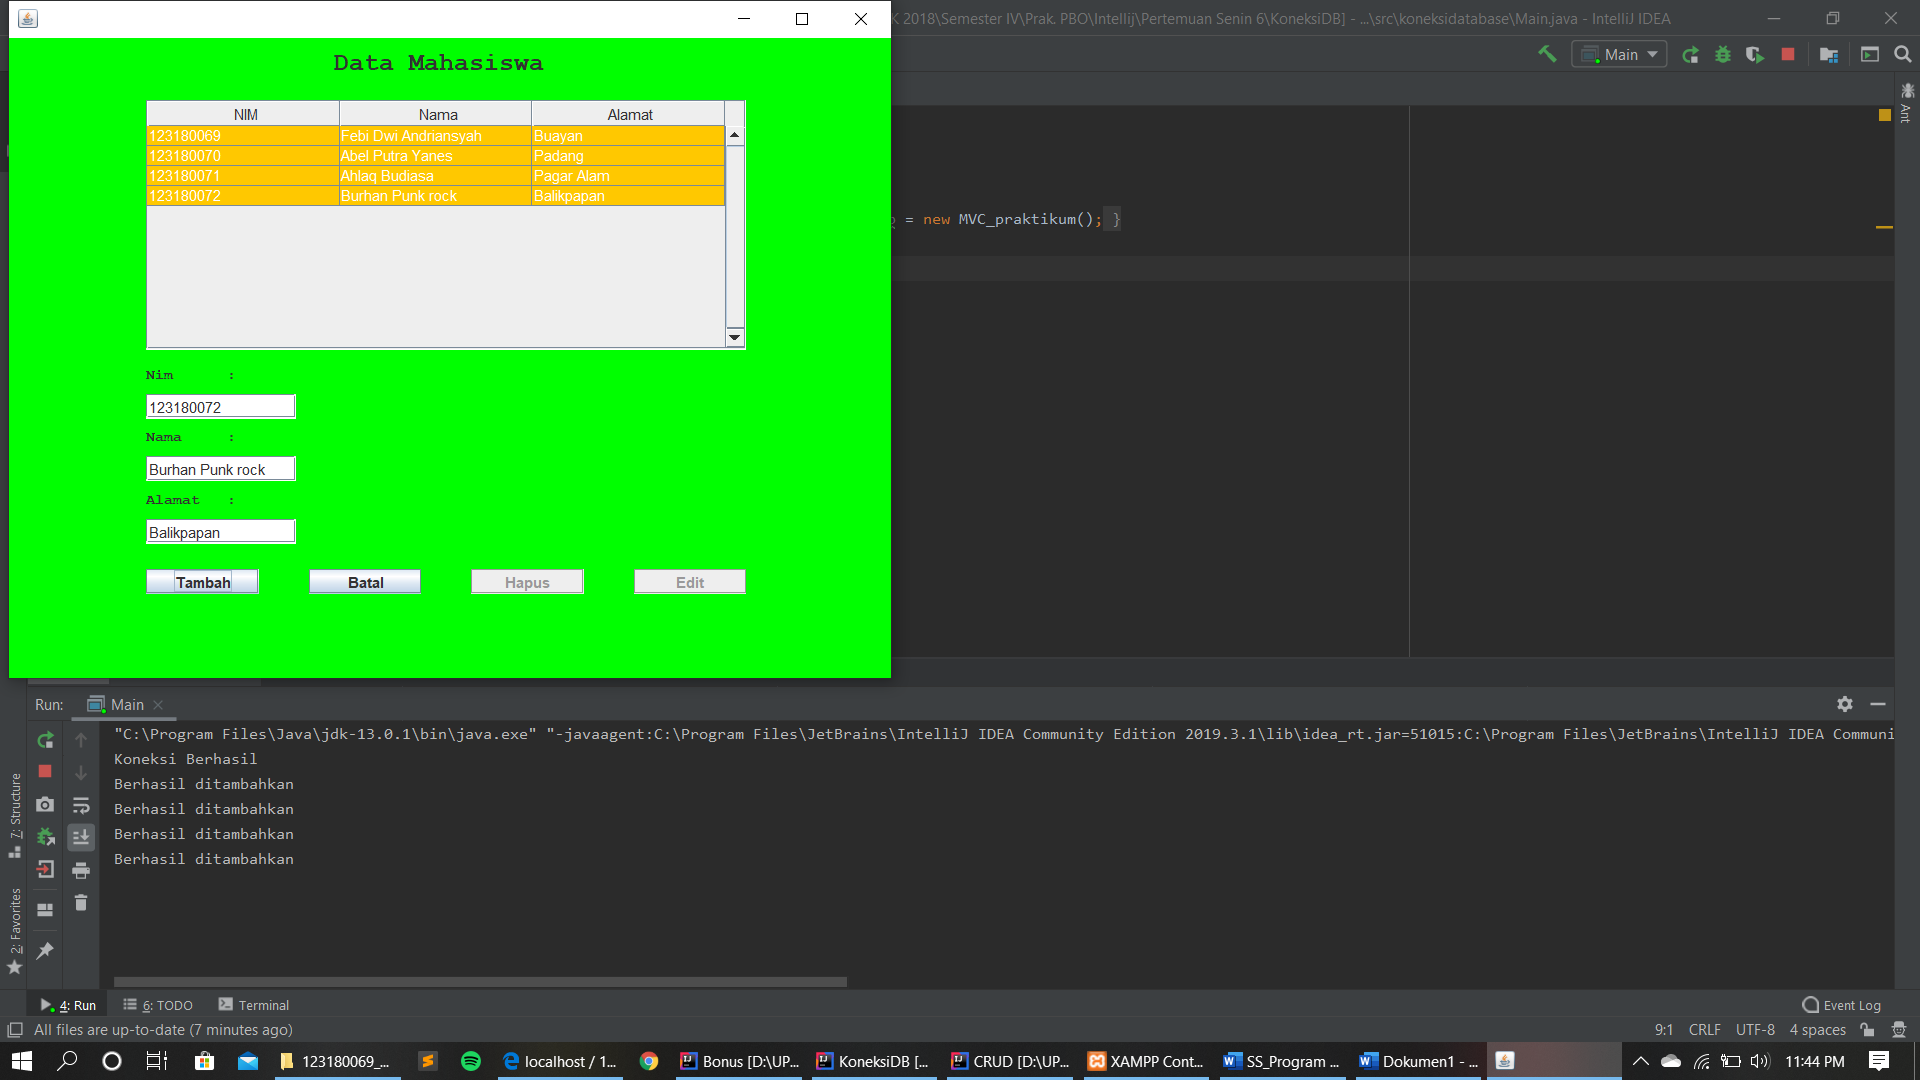 K 2018\Semester IV\Prak. PBO\Intellij\Pertemuan Senin 6\KoneksiDB] - ...\src\koneksidatabase\Main.java - IntelliJ IDEA
Main
Data Mahasiswa
NIM Nama Alamat
123180069 Febi Dwi Andriansyah Buayan
123180070 Abel Putra Yanes Padang
123180071 Ahlaq Budiasa Pagar Alam
123180072 Burhan Punk rock Balikpapan
Nim :
123180072
Nama :
Burhan Punk rock
Alamat :
Balikpapan
Tambah Batal Hapus Edit
= new MVC_praktikum(); }
Ant
Run: Main
"C:\Program Files\Java\jdk-13.0.1\bin\java.exe" "-javaagent:C:\Program Files\JetBrains\IntelliJ IDEA Community Edition 2019.3.1\lib\idea_rt.jar=51015:C:\Program Files\JetBrains\IntelliJ IDEA Communi
Koneksi Berhasil
Berhasil ditambahkan
Berhasil ditambahkan
Berhasil ditambahkan
Berhasil ditambahkan
7: Structure
2: Favorites
4: Run 6: TODO Terminal Event Log
All files are up-to-date (7 minutes ago) 9:1 CRLF UTF-8 4 spaces
123180069_... localhost / 1... Bonus [D:\UP... KoneksiDB [... CRUD [D:\UP... XAMPP Cont... SS_Program ... Dokumen1 - ... 11:44 PM